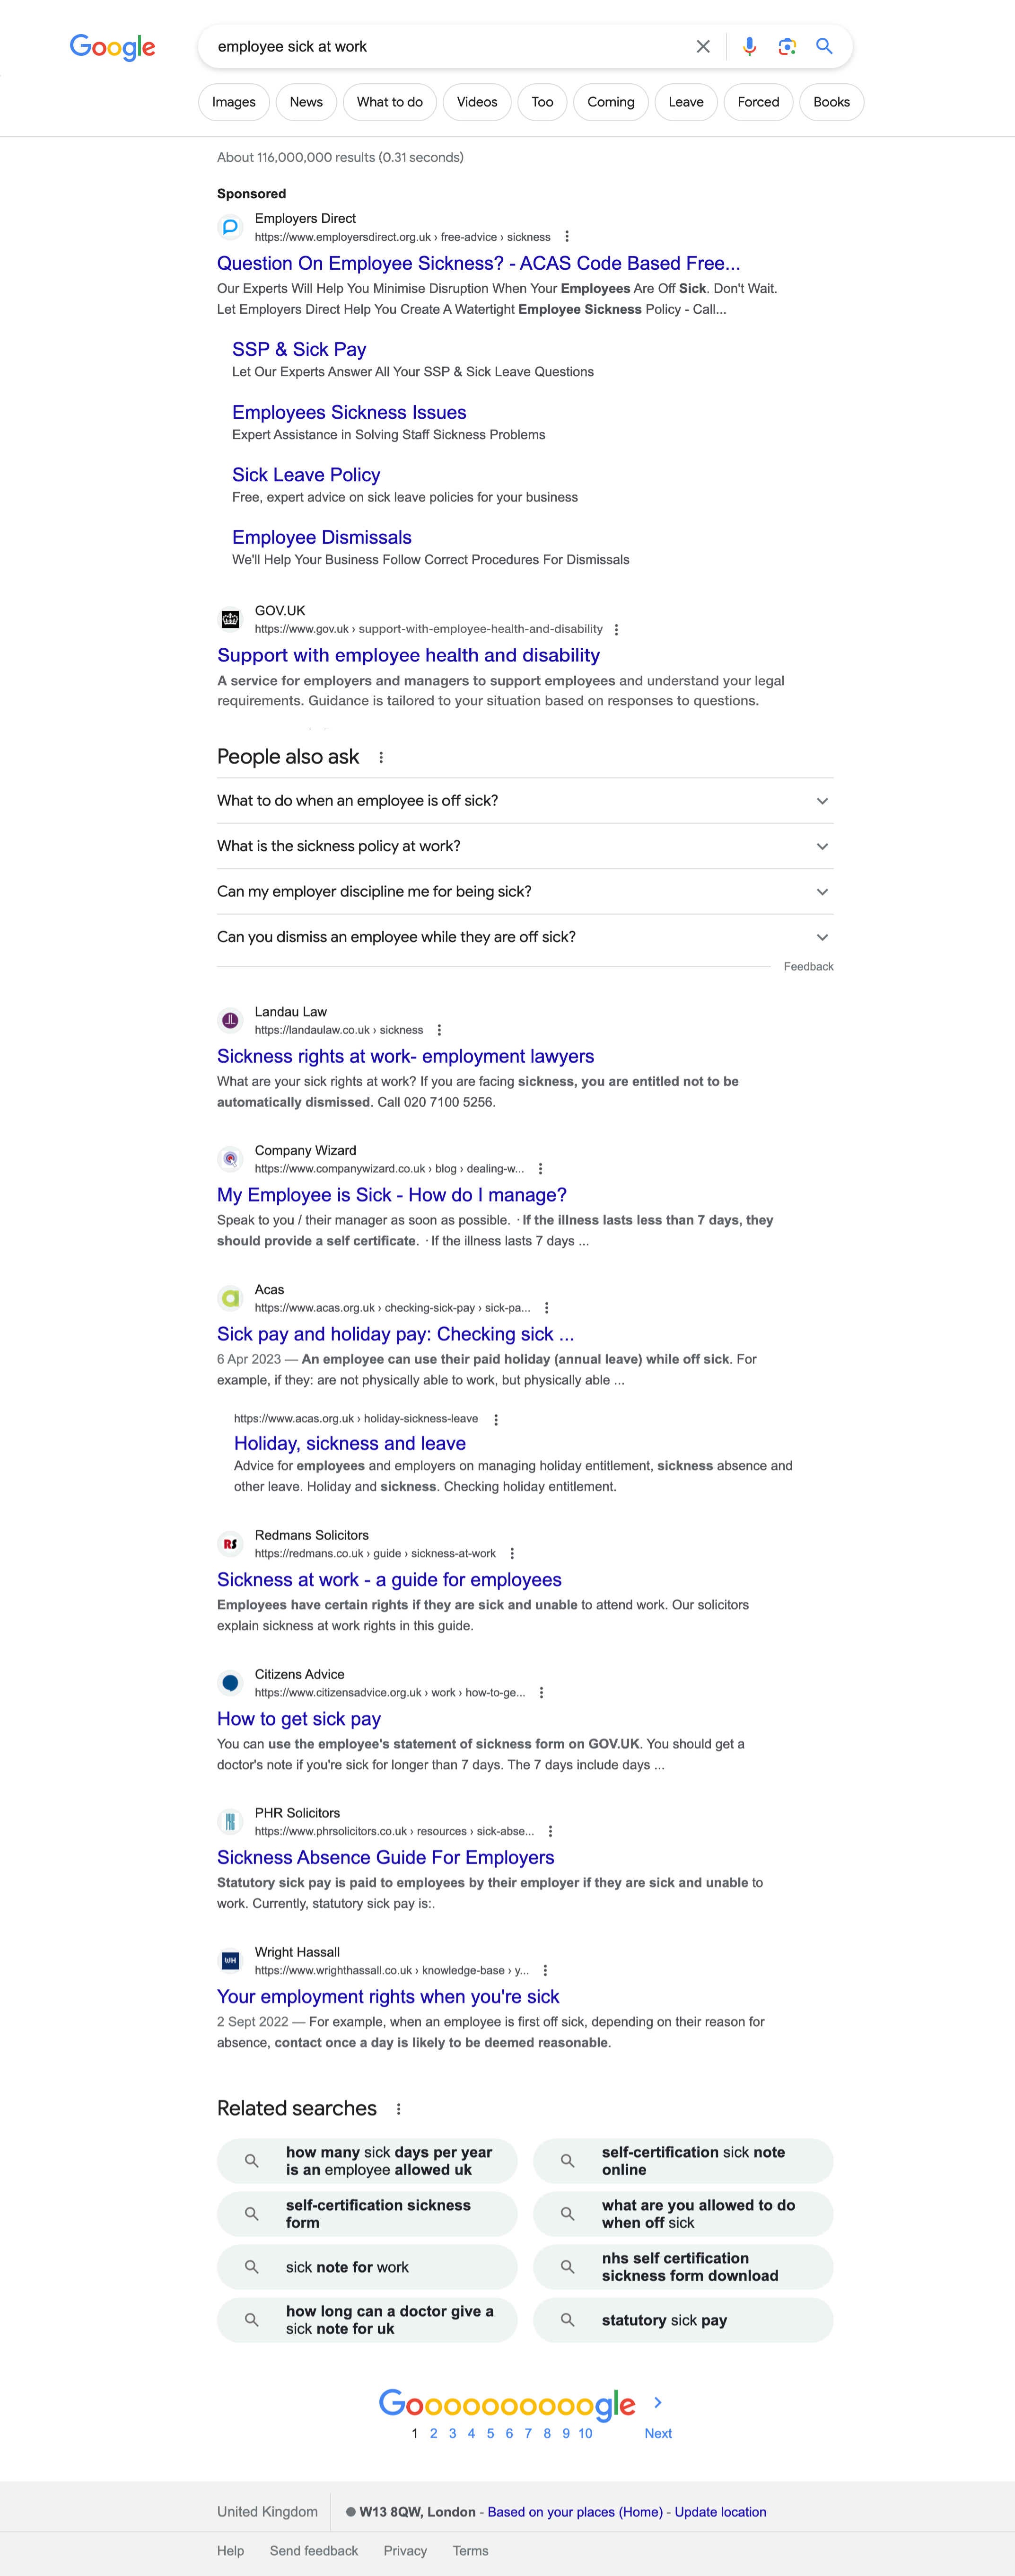 Google
employee sick at work
Images
News
What to do
Videos
Too
Coming
Leave
Forced
Books
About 116,000,000 results (0.31 seconds)
Sponsored
Employers Direct
https://www.employersdirect.org.uk › free-advice › sickness
Question On Employee Sickness? - ACAS Code Based Free...
Our Experts Will Help You Minimise Disruption When Your Employees Are Off Sick. Don't Wait.
Let Employers Direct Help You Create A Watertight Employee Sickness Policy - Call...
SSP & Sick Pay
Let Our Experts Answer All Your SSP & Sick Leave Questions
Employees Sickness Issues
Expert Assistance in Solving Staff Sickness Problems
Sick Leave Policy
Free, expert advice on sick leave policies for your business
Employee Dismissals
We'll Help Your Business Follow Correct Procedures For Dismissals
GOV.UK
https://www.gov.uk › support-with-employee-health-and-disability
Support with employee health and disability
A service for employers and managers to support employees and understand your legal
requirements. Guidance is tailored to your situation based on responses to questions.
People also ask
What to do when an employee is off sick?
What is the sickness policy at work?
Can my employer discipline me for being sick?
Can you dismiss an employee while they are off sick?
Feedback
Landau Law
https://landaulaw.co.uk › sickness
Sickness rights at work- employment lawyers
What are your sick rights at work? If you are facing sickness, you are entitled not to be
automatically dismissed. Call 020 7100 5256.
Company Wizard
https://www.companywizard.co.uk › blog › dealing-w...
My Employee is Sick - How do I manage?
Speak to you / their manager as soon as possible. · If the illness lasts less than 7 days, they
should provide a self certificate. · If the illness lasts 7 days ...
Acas
https://www.acas.org.uk › checking-sick-pay › sick-pa...
Sick pay and holiday pay: Checking sick ...
6 Apr 2023 — An employee can use their paid holiday (annual leave) while off sick. For
example, if they: are not physically able to work, but physically able ...
https://www.acas.org.uk › holiday-sickness-leave
Holiday, sickness and leave
Advice for employees and employers on managing holiday entitlement, sickness absence and
other leave. Holiday and sickness. Checking holiday entitlement.
RS
Redmans Solicitors
https://redmans.co.uk › guide › sickness-at-work
Sickness at work - a guide for employees
Employees have certain rights if they are sick and unable to attend work. Our solicitors
explain sickness at work rights in this guide.
Citizens Advice
https://www.citizensadvice.org.uk › work › how-to-ge...
How to get sick pay
You can use the employee's statement of sickness form on GOV.UK. You should get a
doctor's note if you're sick for longer than 7 days. The 7 days include days ...
PHR Solicitors
https://www.phrsolicitors.co.uk › resources › sick-abse...
Sickness Absence Guide For Employers
Statutory sick pay is paid to employees by their employer if they are sick and unable to
work. Currently, statutory sick pay is:.
WH
Wright Hassall
https://www.wrighthassall.co.uk › knowledge-base › y...
Your employment rights when you're sick
2 Sept 2022 — For example, when an employee is first off sick, depending on their reason for
absence, contact once a day is likely to be deemed reasonable.
Related searches
how many sick days per year
is an employee allowed uk
self-certification sick note
online
self-certification sickness
form
what are you allowed to do
when off sick
sick note for work
nhs self certification
sickness form download
how long can a doctor give a
sick note for uk
statutory sick pay
Goooooooooogle
1 2 3 4 5 6 7 8 9 10 Next
United Kingdom
W13 8QW, London - Based on your places (Home) - Update location
Help Send feedback Privacy Terms